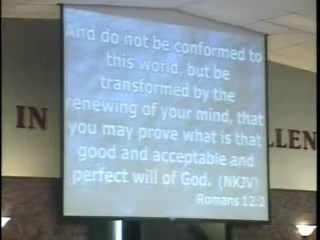 And do not be conformed to
this world, but be
transformed by the
renewing of your mind, that
you may prove what is that
good and acceptable and
perfect will of God. (NKJV)
Romans 12:2
IN
LLEN